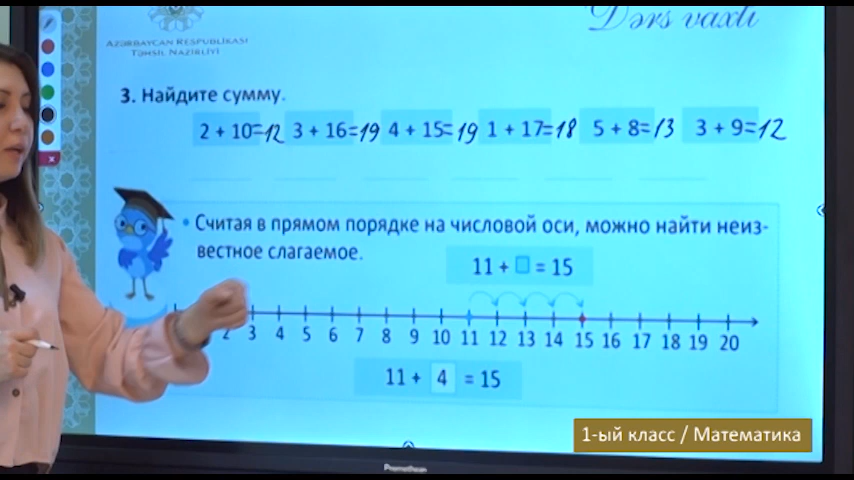 Dərs vaxtı
AZƏRBAYCAN RESPUBLİKASI
TƏHSİL NAZİRLİYİ
3. Найдите сумму.
2 + 10=12 3 + 16=19 4 + 15=19 1 + 17=18 5 + 8=13 3 + 9=12
• Считая в прямом порядке на числовой оси, можно найти неиз-
вестное слагаемое.
11 + □ = 15
2 3 4 5 6 7 8 9 10 11 12 13 14 15 16 17 18 19 20
11 + 4 = 15
1-ый класс / Математика
Promethean